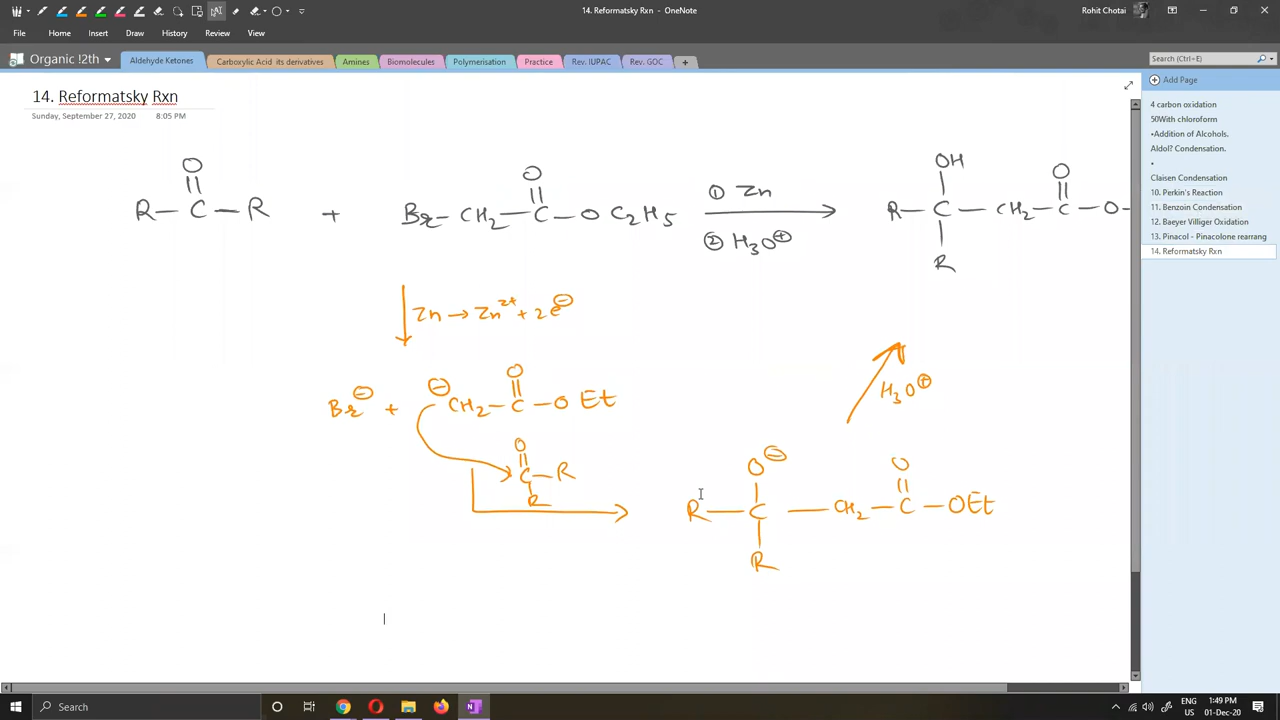 14. Reformatsky Rxn - OneNote
Rohit Chotai
File Home Insert Draw History Review View
Organic !2th
Aldehyde Ketones
Carboxylic Acid its derivatives
Amines
Biomolecules
Polymerisation
Practice
Rev. IUPAC
Rev. GOC
Search (Ctrl+E)
Add Page
4 carbon oxidation
50With chloroform
•Addition of Alcohols.
Aldol? Condensation.
•
Claisen Condensation
10. Perkin's Reaction
11. Benzoin Condensation
12. Baeyer Villiger Oxidation
13. Pinacol - Pinacolone rearrang
14. Reformatsky Rxn
14. Reformatsky Rxn
Sunday, September 27, 2020 8:05 PM
O
R—C—R + Br—CH2—C—OC2H5
O
① Zn
② H3O⊕
OH
O
R—C—CH2—C—O—
R
Zn → Zn2+ + 2e⊖
Br⊖ + ⊖CH2—C—OEt
O
O
C—R
R
H3O⊕
O⊖
O
R—C—CH2—C—OEt
R
Search
ENG
US
1:49 PM
01-Dec-20